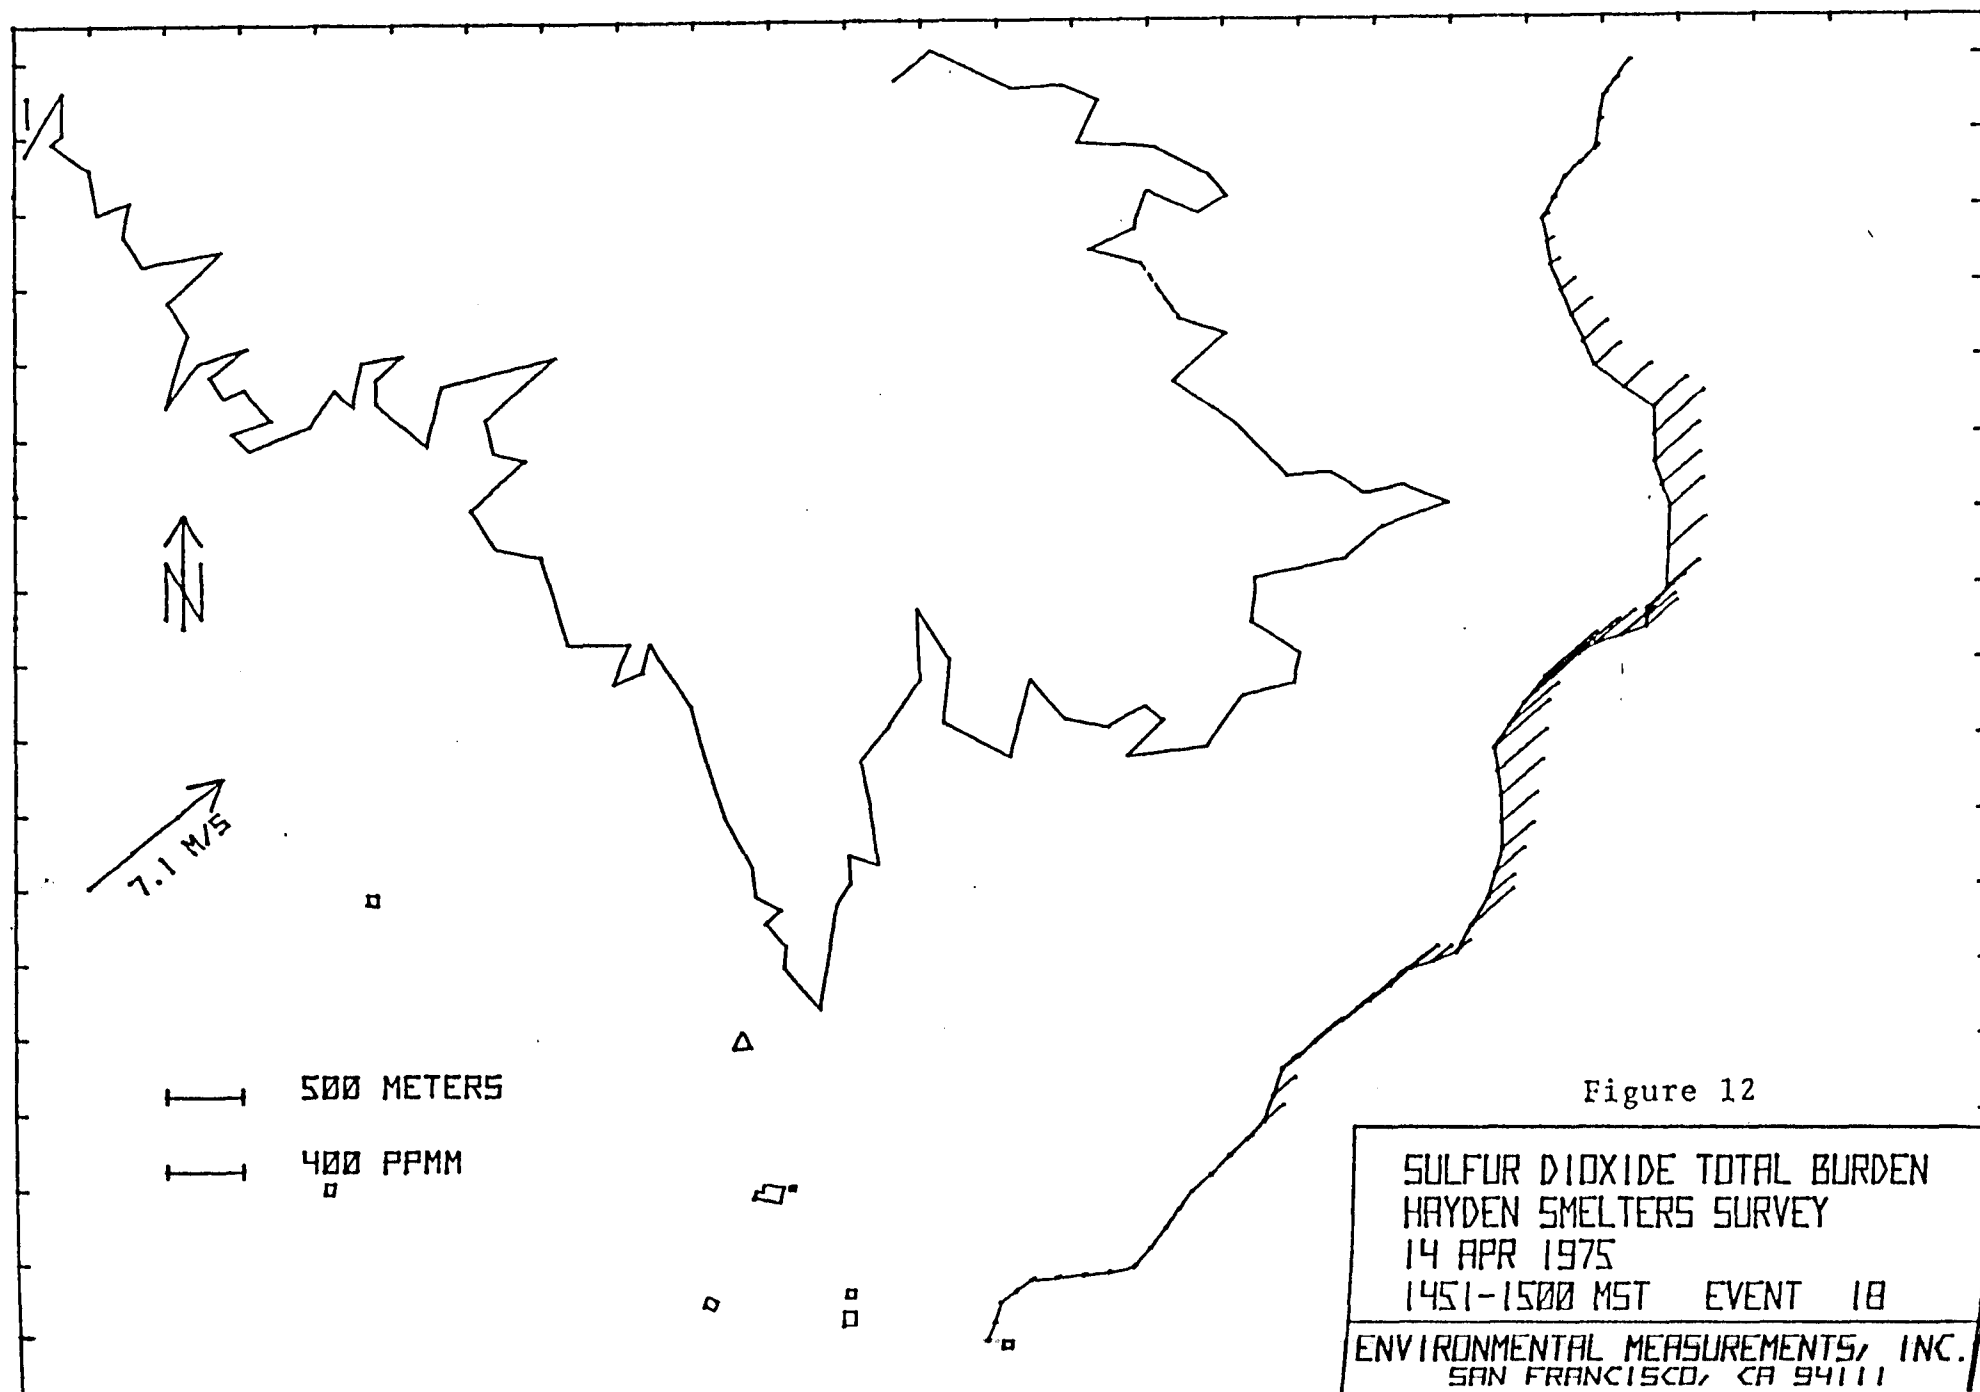 N
7.1 M/S
500 METERS
400 PPMM
Figure 12
SULFUR DIOXIDE TOTAL BURDEN
HAYDEN SMELTERS SURVEY
14 APR 1975
1451-1500 MST EVENT 18
ENVIRONMENTAL MEASUREMENTS, INC.
SAN FRANCISCO, CA 94111